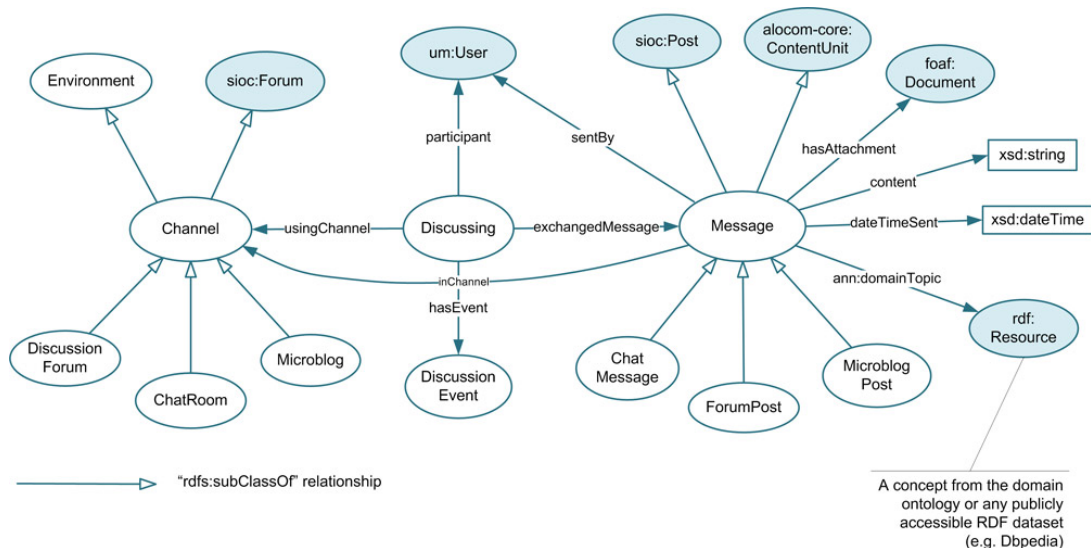 alocom-core:
ContentUnit
sioc:Post
um:User
foaf:
Document
Environment
sioc:Forum
participant
sentBy
hasAttachment
xsd:string
content
Channel
usingChannel
Discussing
exchangedMessage
Message
dateTimeSent
xsd:dateTime
inChannel
ann:domainTopic
hasEvent
rdf:
Resource
Discussion
Forum
Microblog
ChatRoom
Discussion
Event
Chat
Message
ForumPost
Microblog
Post
“rdfs:subClassOf” relationship
A concept from the domain
ontology or any publicly
accessible RDF dataset
(e.g. Dbpedia)